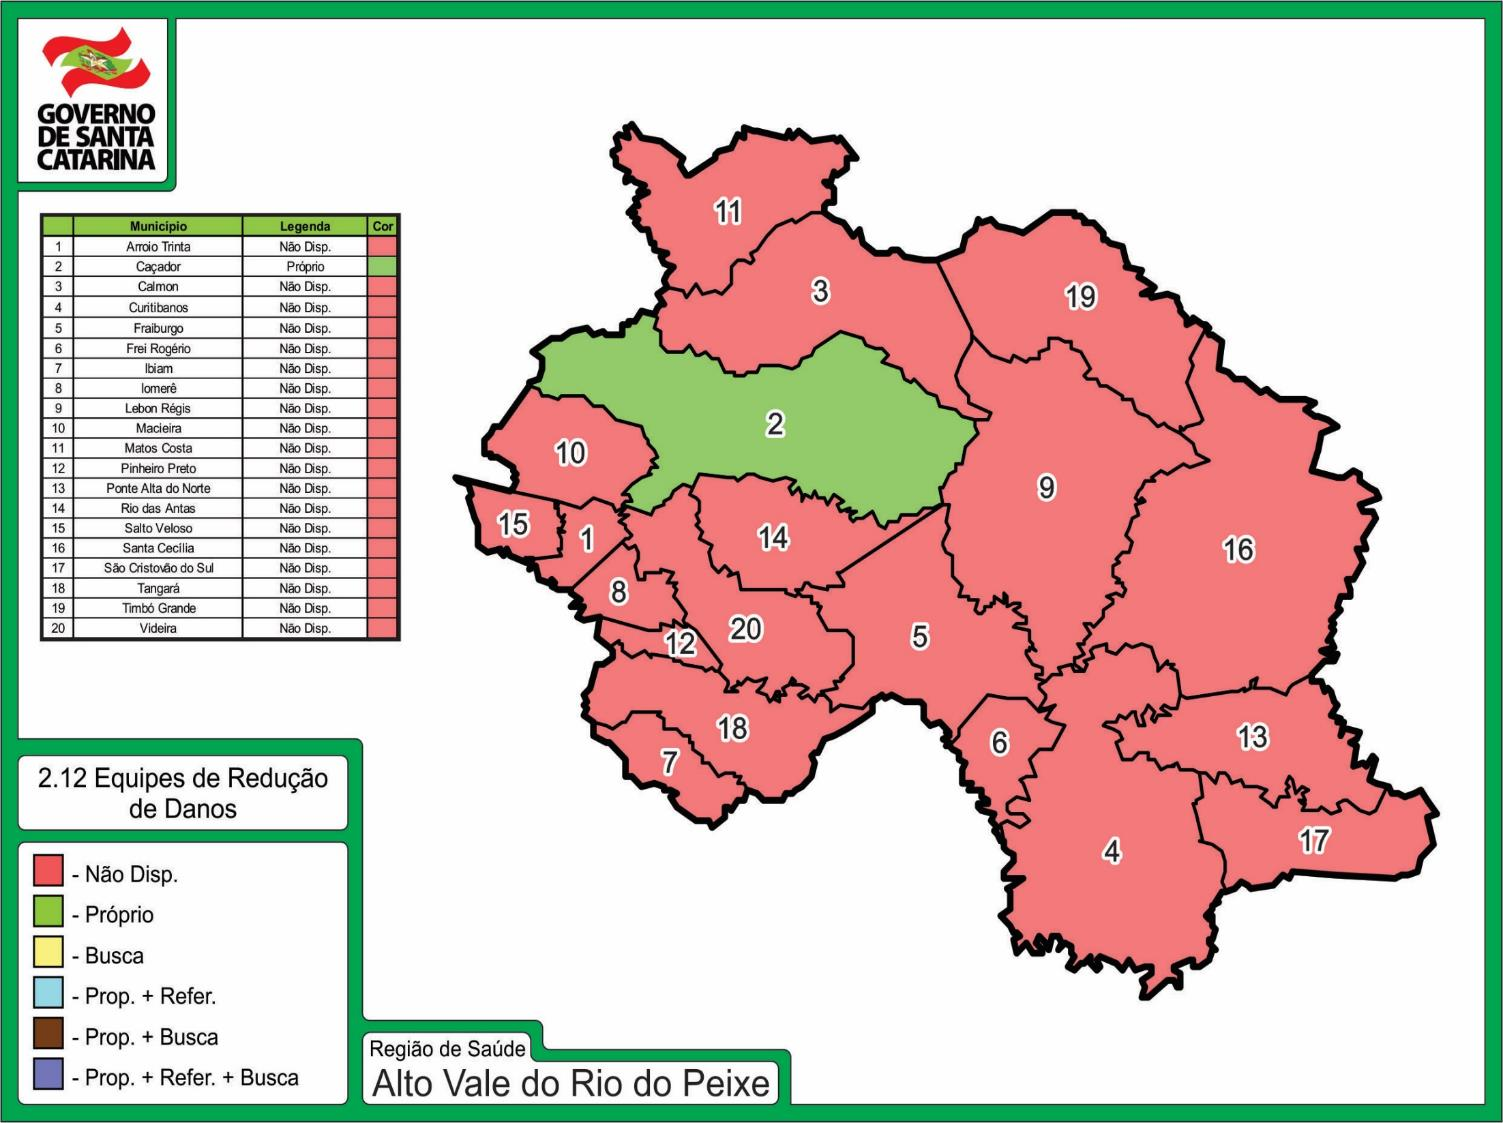 GOVERNO
DE SANTA
CATARINA
Município Legenda Cor
1 Arroio Trinta Não Disp.
2 Caçador Próprio
3 Calmon Não Disp.
4 Curitibanos Não Disp.
5 Fraiburgo Não Disp.
6 Frei Rogério Não Disp.
7 Ibiam Não Disp.
8 Iomerê Não Disp.
9 Lebon Régis Não Disp.
10 Macieira Não Disp.
11 Matos Costa Não Disp.
12 Pinheiro Preto Não Disp.
13 Ponte Alta do Norte Não Disp.
14 Rio das Antas Não Disp.
15 Salto Veloso Não Disp.
16 Santa Cecília Não Disp.
17 São Cristovão do Sul Não Disp.
18 Tangará Não Disp.
19 Timbó Grande Não Disp.
20 Videira Não Disp.
11
3
19
2
10
9
15
1
14
16
8
20
12
5
18
6
13
7
17
4
2.12 Equipes de Redução
de Danos
- Não Disp.
- Próprio
- Busca
- Prop. + Refer.
- Prop. + Busca
- Prop. + Refer. + Busca
Região de Saúde
Alto Vale do Rio do Peixe